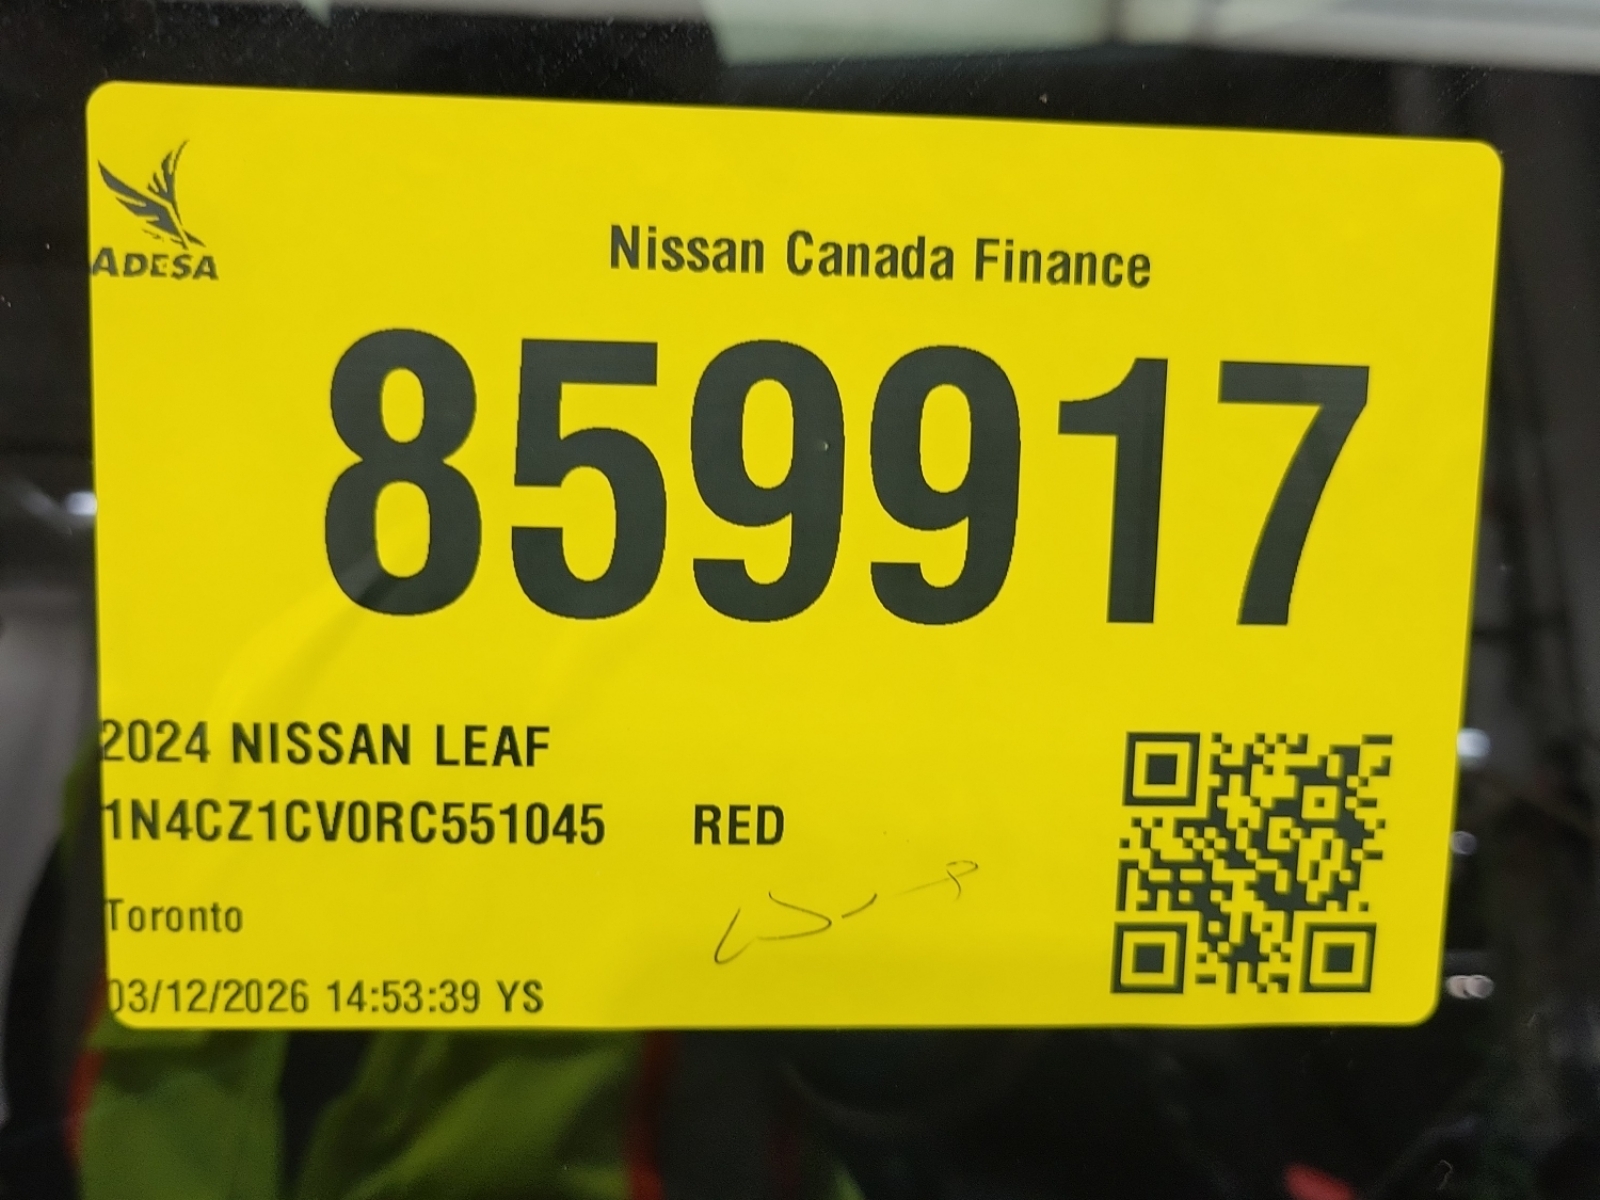 ADESA
Nissan Canada Finance
859917
2024 NISSAN LEAF
1N4CZ1CV0RC551045 RED
Toronto
03/12/2026 14:53:39 YS